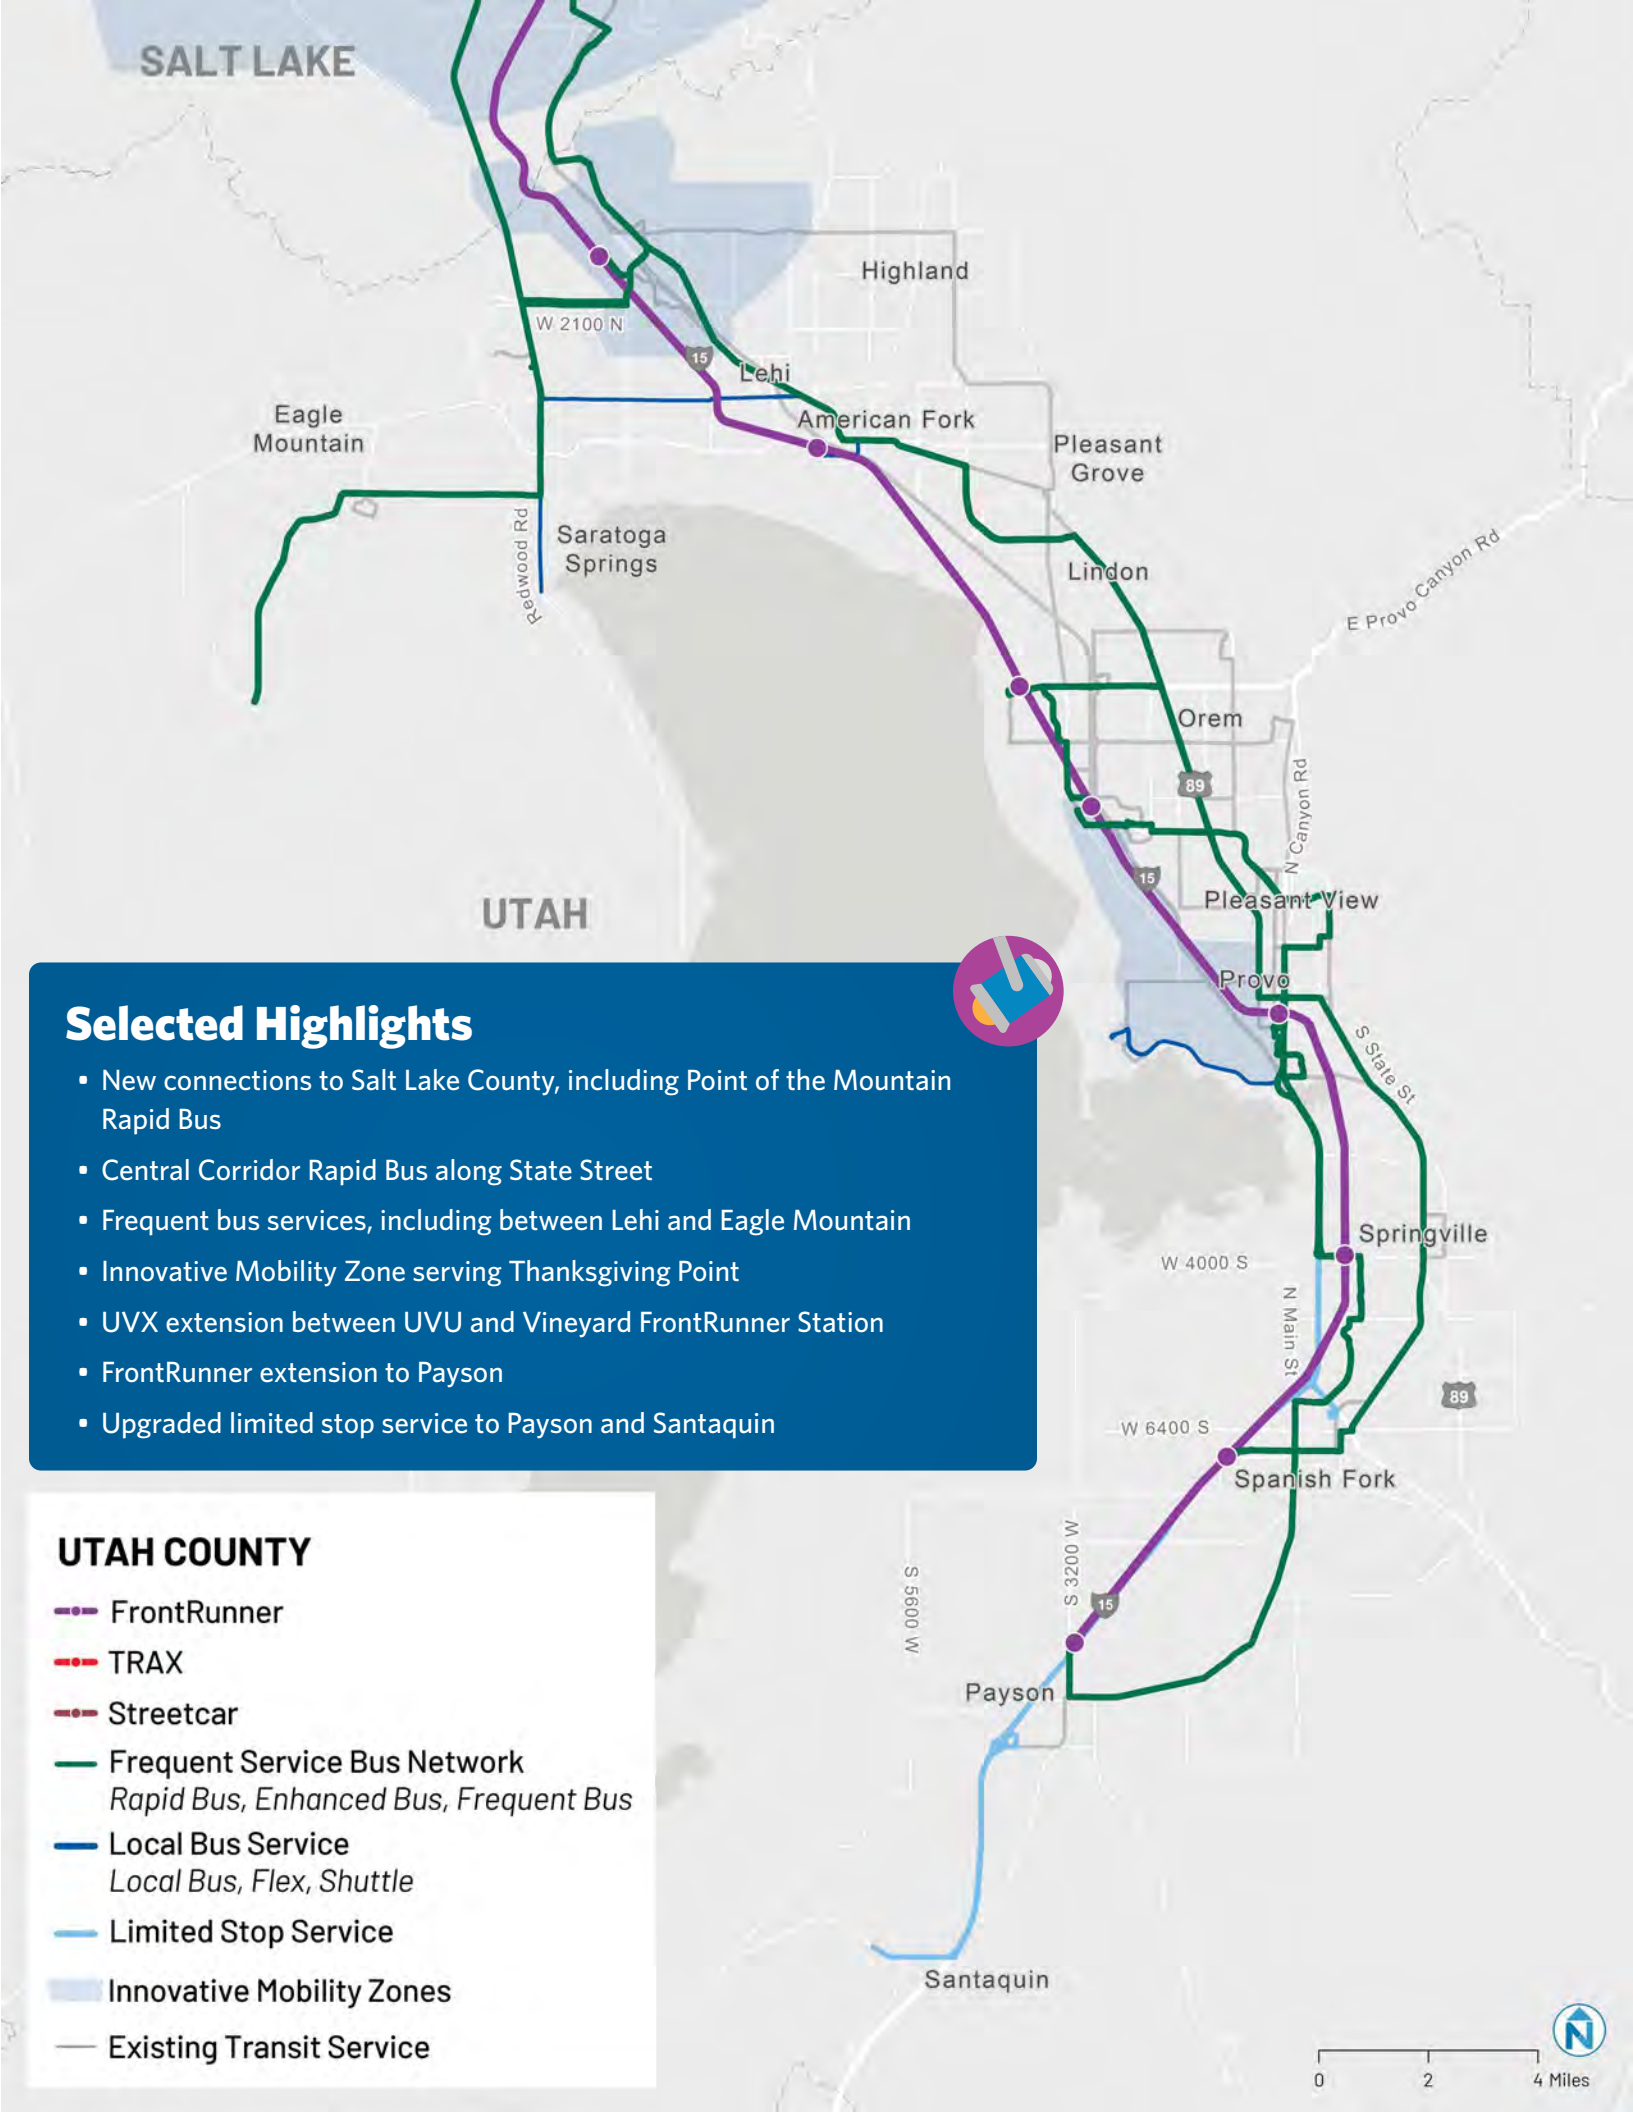 SALT LAKE
Highland
W 2100 N
15
Lehi
Eagle
Mountain
American Fork
Pleasant
Grove
Redwood Rd
Saratoga
Springs
E Provo Canyon Rd
Lindon
Orem
89
N Canyon Rd
15
UTAH
Pleasant View
Provo
S State St
Selected Highlights
• New connections to Salt Lake County, including Point of the Mountain
Rapid Bus
• Central Corridor Rapid Bus along State Street
• Frequent bus services, including between Lehi and Eagle Mountain
• Innovative Mobility Zone serving Thanksgiving Point
• UVX extension between UVU and Vineyard FrontRunner Station
• FrontRunner extension to Payson
• Upgraded limited stop service to Payson and Santaquin
Springville
W 4000 S
N Main St
89
W 6400 S
Spanish Fork
S 3200 W
S 5600 W
15
Payson
Santaquin
UTAH COUNTY
FrontRunner
TRAX
Streetcar
Frequent Service Bus Network
Rapid Bus, Enhanced Bus, Frequent Bus
Local Bus Service
Local Bus, Flex, Shuttle
Limited Stop Service
Innovative Mobility Zones
Existing Transit Service
N
0 2 4 Miles